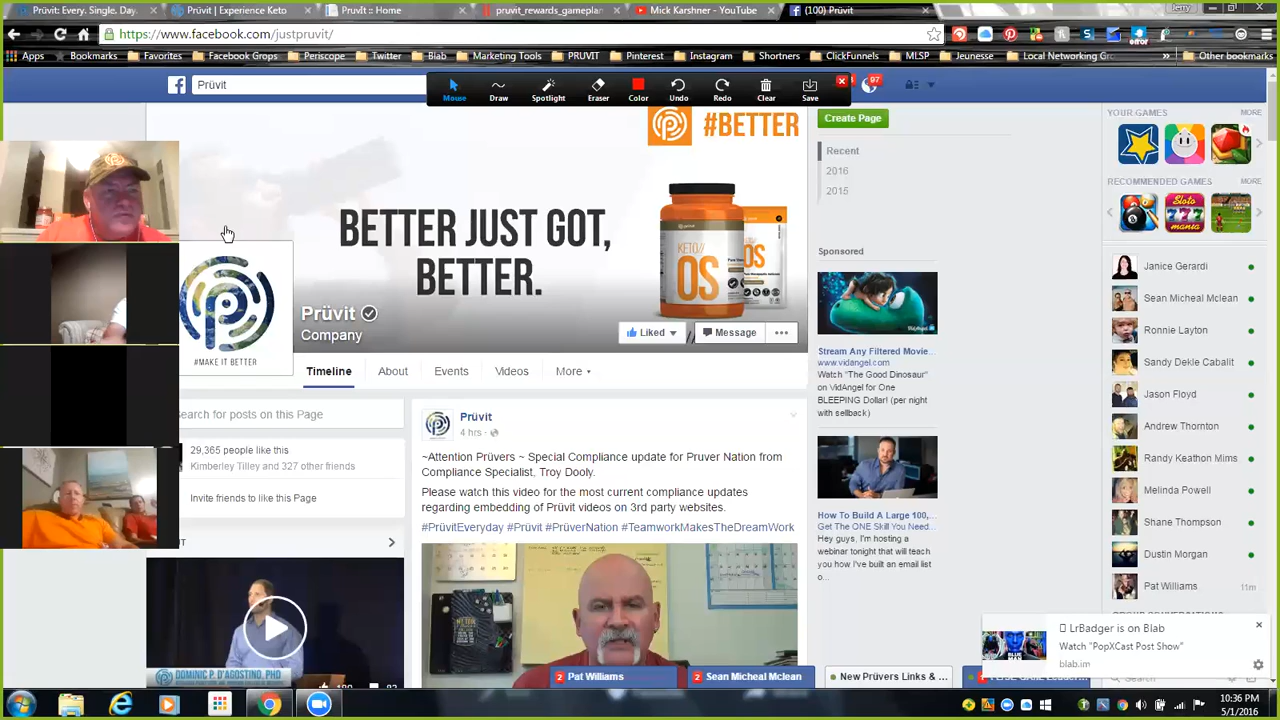 Prüvit: Every. Single. Day.
Prüvit | Experience Keto
PruvIt :: Home
pruvit_rewards_gameplan
Mick Karshner - YouTube
(100) Prüvit
Jerry
https://www.facebook.com/justpruvit/
Apps
Bookmarks
Favorites
Facebook Grops
Periscope
Twitter
Blab
Marketing Tools
PRUVIT
Pinterest
Instagram
Shortners
ClickFunnels
MLSP
Jeunesse
Local Networking Gr
»
Other bookmarks
Prüvit
Mouse
Draw
Spotlight
Eraser
Color
Undo
Redo
Clear
Save
97
#BETTER
BETTER JUST GOT,
BETTER.
KETO//
OS
OS
#MAKE IT BETTER
Prüvit
Company
Liked
Message
Timeline
About
Events
Videos
More
Search for posts on this Page
29,365 people like this
Kimberley Tilley and 327 other friends
Invite friends to like this Page
DOMINIC P. D'AGOSTINO, PHD
Prüvit
4 hrs ·
~Attention Prüvers ~ Special Compliance update for Pruver Nation from
Compliance Specialist, Troy Dooly.
Please watch this video for the most current compliance updates
regarding embedding of Prüvit videos on 3rd party websites.
#PrüvitEveryday #Prüvit #PrüverNation #TeamworkMakesTheDreamWork
Create Page
Recent
2016
2015
Sponsored
Stream Any Filtered Movie...
www.vidangel.com
Watch "The Good Dinosaur"
on VidAngel for One
BLEEPING Dollar! (per night
with sellback)
How To Build A Large 100,...
Get The ONE Skill You Need...
Hey guys, I'm hosting a
webinar tonight that will teach
you how I've built an email list
o...
YOUR GAMES
MORE
RECOMMENDED GAMES
MORE
Janice Gerardi
Sean Micheal Mclean
Ronnie Layton
Sandy Dekle Cabalit
Jason Floyd
Andrew Thornton
Randy Keathon Mims
Melinda Powell
Shane Thompson
Dustin Morgan
Pat Williams
11m
LrBadger is on Blab
Watch "PopXCast Post Show"
blab.im
2 Pat Williams
2 Sean Micheal Mclean
New Prüvers Links & ...
10:36 PM
5/1/2016